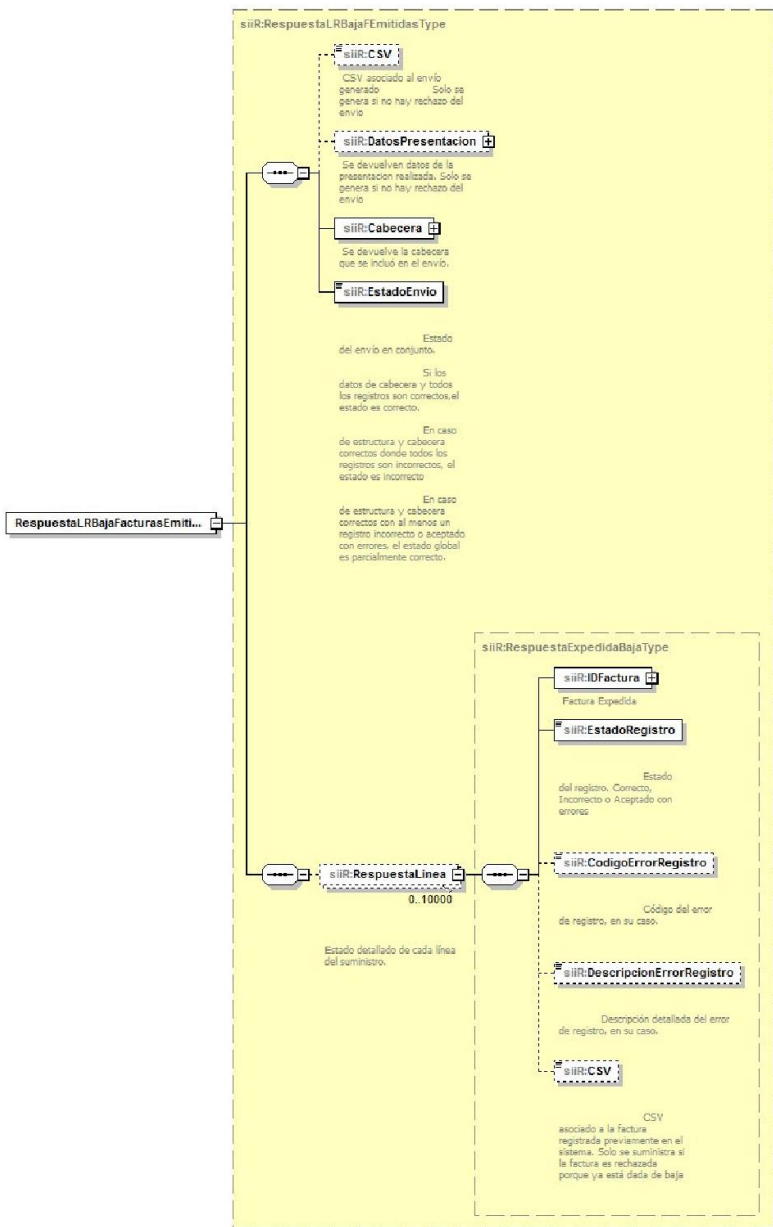 siiR:RespuestaLRBajaFEmitidasType
siiR:CSV
CSV asociado al envío
generado Solo se
genera si no hay rechazo del
envio
siiR:DatosPresentacion
Se devuelven datos de la
presentacion realizada. Solo se
genera si no hay rechazo del
envio
siiR:Cabecera
Se devuelve la cabecera
que se incluó en el envío.
siiR:EstadoEnvio
Estado
del envío en conjunto.
Si los
datos de cabecera y todos
los registros son correctos,el
estado es correcto.
En caso
de estructura y cabecera
correctos donde todos los
registros son incorrectos, el
estado es incorrecto
En caso
de estructura y cabecera
correctos con al menos un
registro incorrecto o aceptado
con errores, el estado global
es parcialmente correcto.
RespuestaLRBajaFacturasEmiti...
siiR:RespuestaExpedidaBajaType
siiR:IDFactura
Factura Expedida
siiR:EstadoRegistro
Estado
del registro. Correcto,
Incorrecto o Aceptado con
errores
siiR:RespuestaLinea
0..10000
Estado detallado de cada línea
del suministro.
siiR:CodigoErrorRegistro
Código del error
de registro, en su caso.
siiR:DescripcionErrorRegistro
Descripción detallada del error
de registro, en su caso.
siiR:CSV
CSV
asociado a la factura
registrada previamente en el
sistema. Solo se suministra si
la factura es rechazada
porque ya está dada de baja